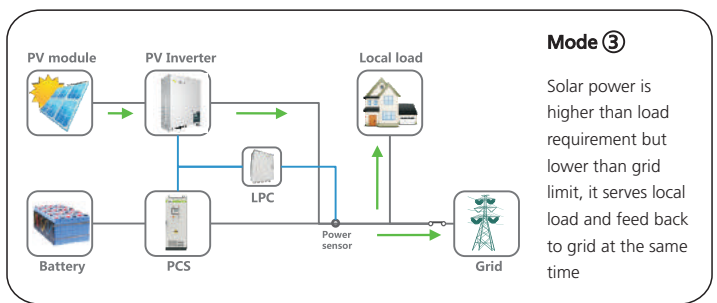 Mode ③
PV module
PV Inverter
Local load
Solar power is
higher than load
requirement but
lower than grid
limit, it serves local
load and feed back
to grid at the same
time
LPC
Power
sensor
Battery
PCS
Grid